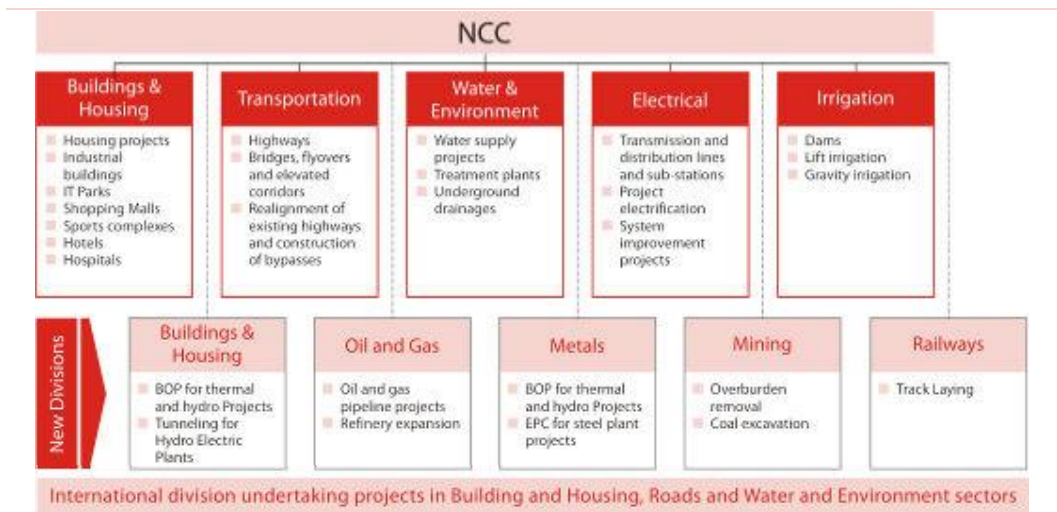 NCC
Buildings &
Housing
Housing projects
Industrial
buildings
IT Parks
Shopping Malls
Sports complexes
Hotels
Hospitals
Transportation
Highways
Bridges, flyovers
and elevated
corridors
Realignment of
existing highways
and construction
of bypasses
Water &
Environment
Water supply
projects
Treatment plants
Underground
drainages
Electrical
Transmission and
distribution lines
and sub-stations
Project
electrification
System
improvement
projects
Irrigation
Dams
Lift irrigation
Gravity irrigation
New Divisions
Buildings &
Housing
BOP for thermal
and hydro Projects
Tunneling for
Hydro Electric
Plants
Oil and Gas
Oil and gas
pipeline projects
Refinery expansion
Metals
BOP for thermal
and hydro Projects
EPC for steel plant
projects
Mining
Overburden
removal
Coal excavation
Railways
Track Laying
International division undertaking projects in Building and Housing, Roads and Water and Environment sectors